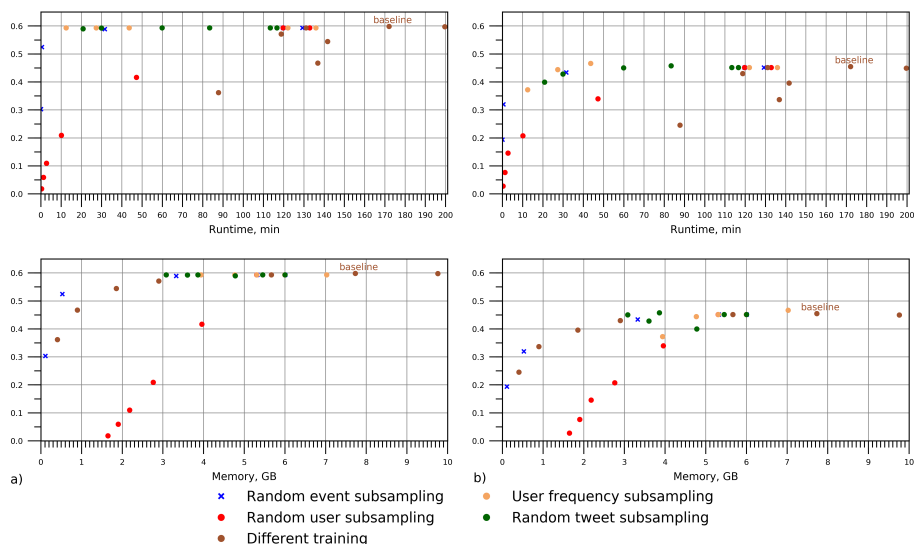 0.6
0.5
0.4
0.3
0.2
0.1
0.0
baseline
0 10 20 30 40 50 60 70 80 90 100 110 120 130 140 150 160 170 180 190 200
Runtime, min
0.6
0.5
0.4
0.3
0.2
0.1
0.0
baseline
0 10 20 30 40 50 60 70 80 90 100 110 120 130 140 150 160 170 180 190 200
Runtime, min
0.6
0.5
0.4
0.3
0.2
0.1
0.0
baseline
0 1 2 3 4 5 6 7 8 9 10
Memory, GB
a)
0.6
0.5
0.4
0.3
0.2
0.1
0.0
baseline
0 1 2 3 4 5 6 7 8 9 10
Memory, GB
b)
Random event subsampling
Random user subsampling
Different training
User frequency subsampling
Random tweet subsampling